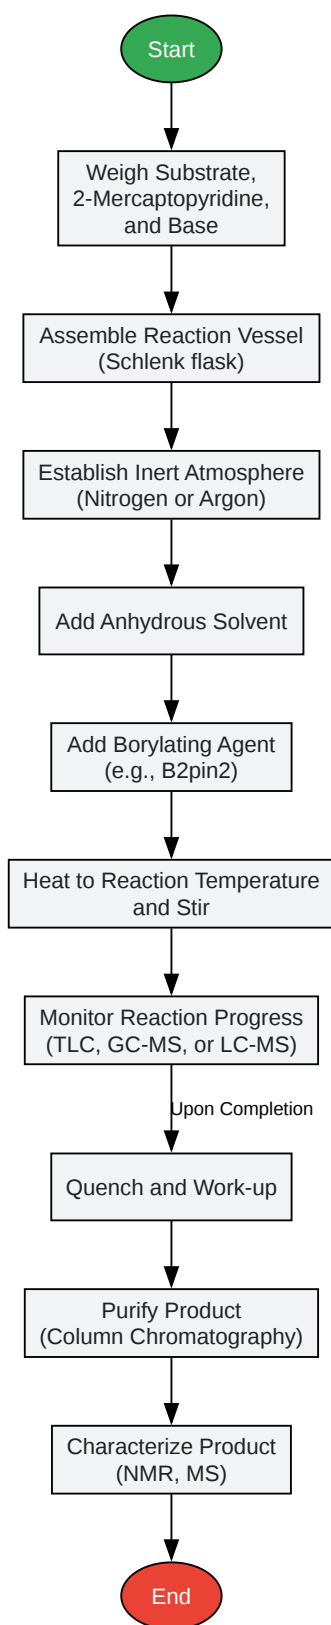 Start
Weigh Substrate,
2-Mercaptopyridine,
and Base
Assemble Reaction Vessel
(Schlenk flask)
Establish Inert Atmosphere
(Nitrogen or Argon)
Add Anhydrous Solvent
Add Borylating Agent
(e.g., B2pin2)
Heat to Reaction Temperature
and Stir
Monitor Reaction Progress
(TLC, GC-MS, or LC-MS)
Upon Completion
Quench and Work-up
Purify Product
(Column Chromatography)
Characterize Product
(NMR, MS)
End